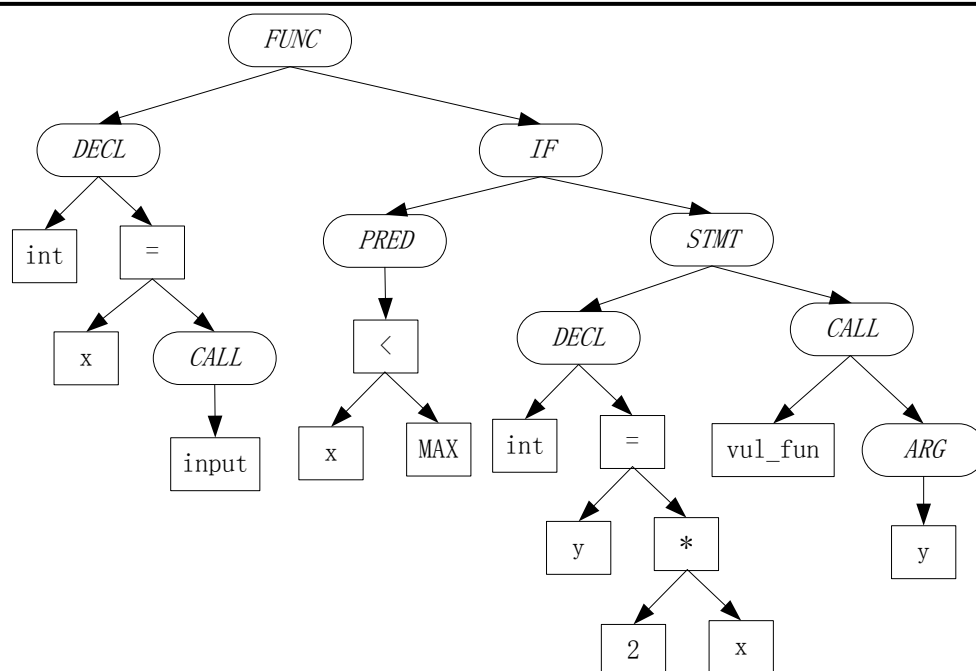 FUNC
DECL
IF
int
=
PRED
STMT
x
CALL
<
DECL
CALL
input
x
MAX
int
=
vul_fun
ARG
y
*
y
2
x